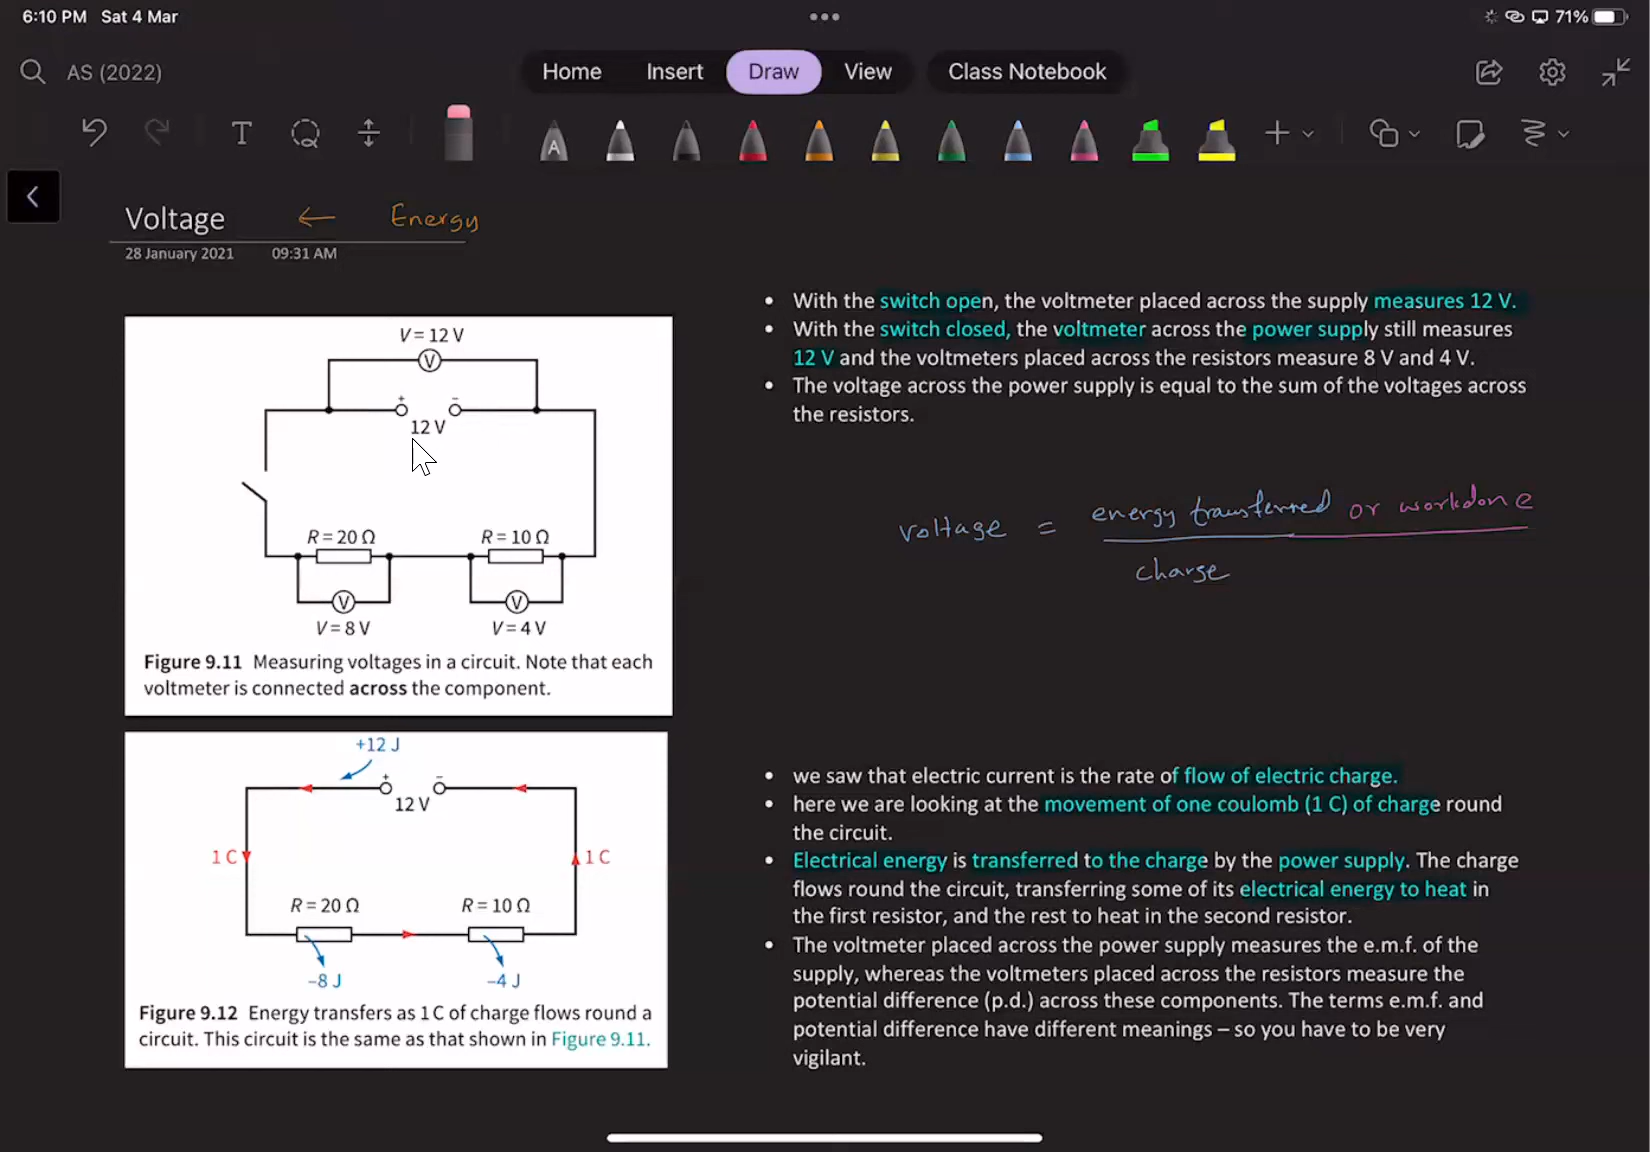 6:10 PM Sat 4 Mar
71%
AS (2022)
Home Insert Draw View Class Notebook
T
A
Voltage ← Energy
28 January 2021 09:31 AM
V = 12 V
V
+ −
12 V
R = 20 Ω R = 10 Ω
V V
V = 8 V V = 4 V
Figure 9.11 Measuring voltages in a circuit. Note that each
voltmeter is connected across the component.
• With the switch open, the voltmeter placed across the supply measures 12 V.
• With the switch closed, the voltmeter across the power supply still measures
12 V and the voltmeters placed across the resistors measure 8 V and 4 V.
• The voltage across the power supply is equal to the sum of the voltages across
the resistors.
voltage = energy transferred or workdone
charge
+12 J
+ −
12 V
1 C 1 C
R = 20 Ω R = 10 Ω
−8 J −4 J
Figure 9.12 Energy transfers as 1 C of charge flows round a
circuit. This circuit is the same as that shown in Figure 9.11.
• we saw that electric current is the rate of flow of electric charge.
• here we are looking at the movement of one coulomb (1 C) of charge round
the circuit.
• Electrical energy is transferred to the charge by the power supply. The charge
flows round the circuit, transferring some of its electrical energy to heat in
the first resistor, and the rest to heat in the second resistor.
• The voltmeter placed across the power supply measures the e.m.f. of the
supply, whereas the voltmeters placed across the resistors measure the
potential difference (p.d.) across these components. The terms e.m.f. and
potential difference have different meanings – so you have to be very
vigilant.